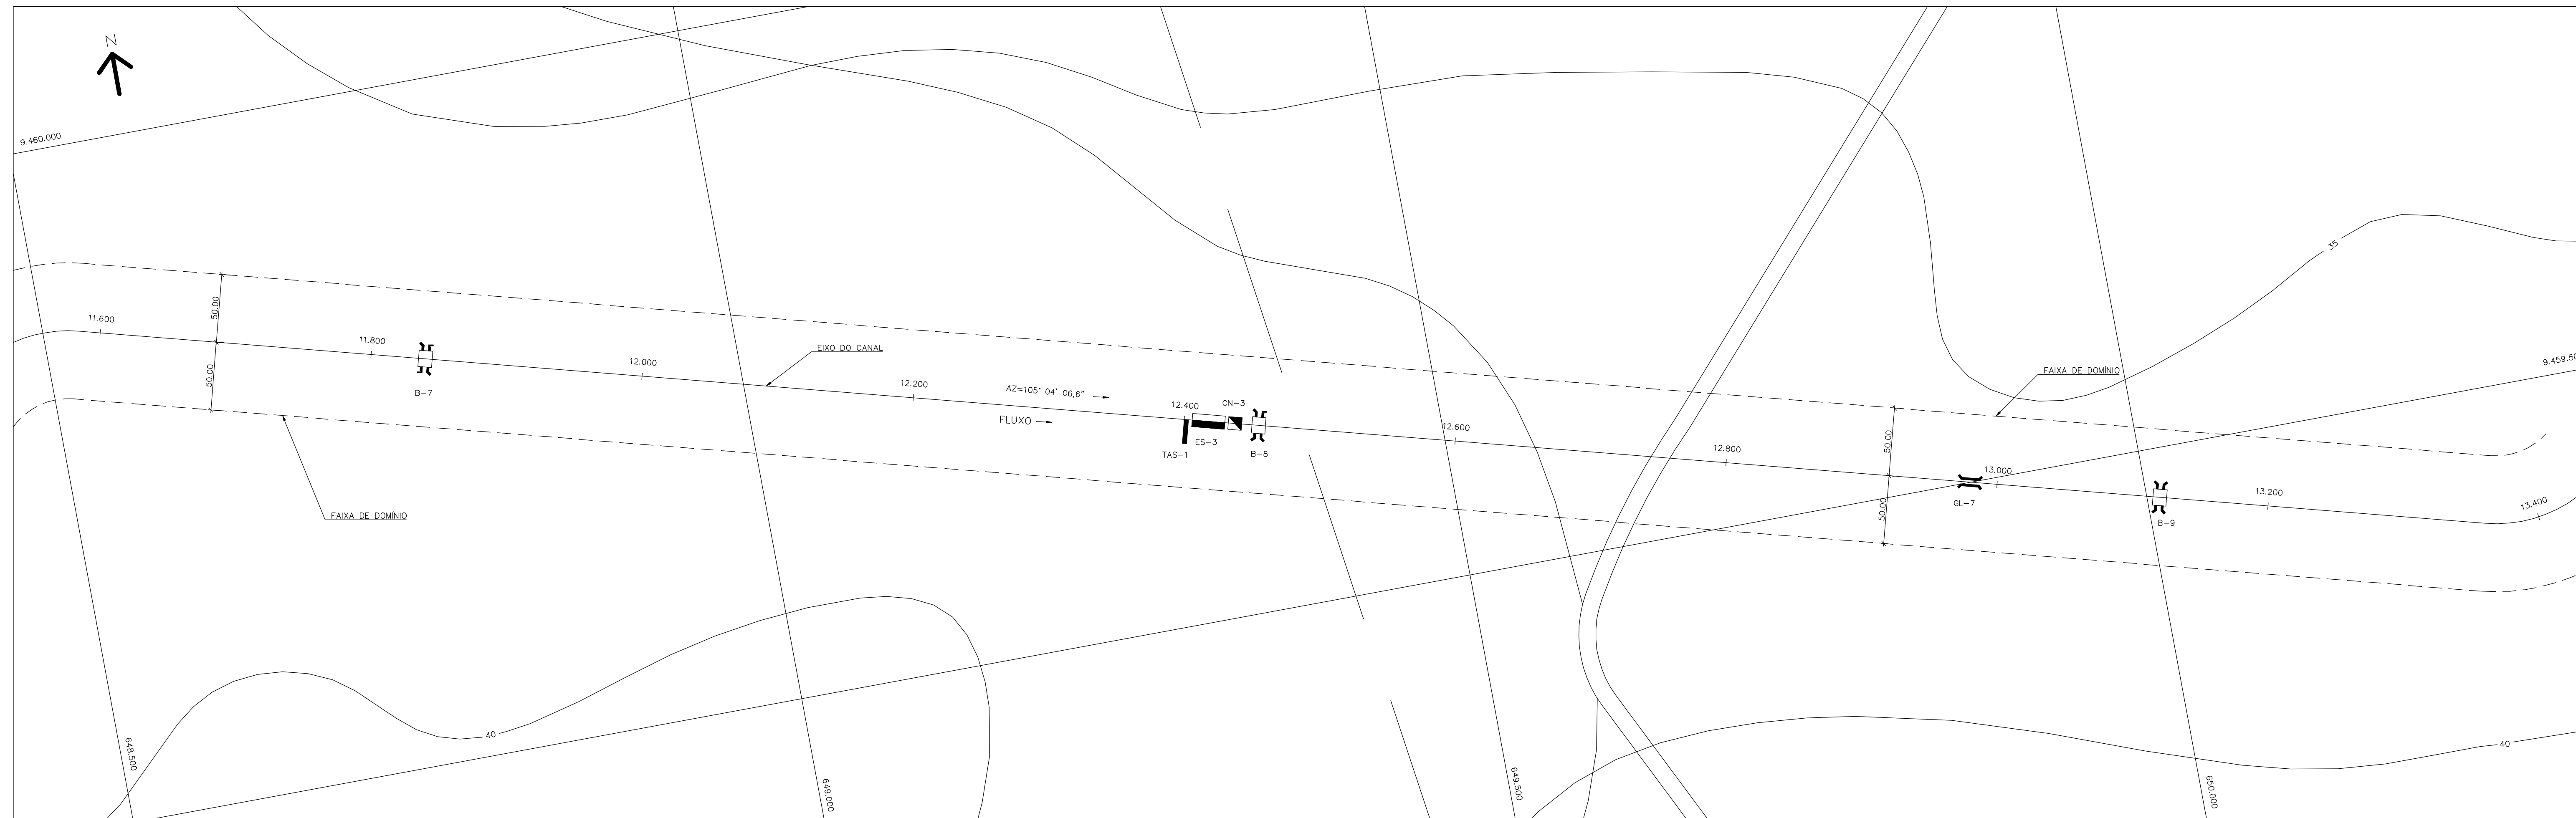 N
9.460.000
11.600
50.00
50.00
11.800
B-7
12.000
EIXO DO CANAL
FAIXA DE DOMÍNIO
12.200
AZ=105° 04' 06,6"
FLUXO
12.400
CN-3
ES-3
TAS-1
B-8
12.600
12.800
50.00
50.00
FAIXA DE DOMÍNIO
35
9.459.50
13.000
GL-7
13.200
B-9
13.400
40
40
648.500
649.000
649.500
650.000